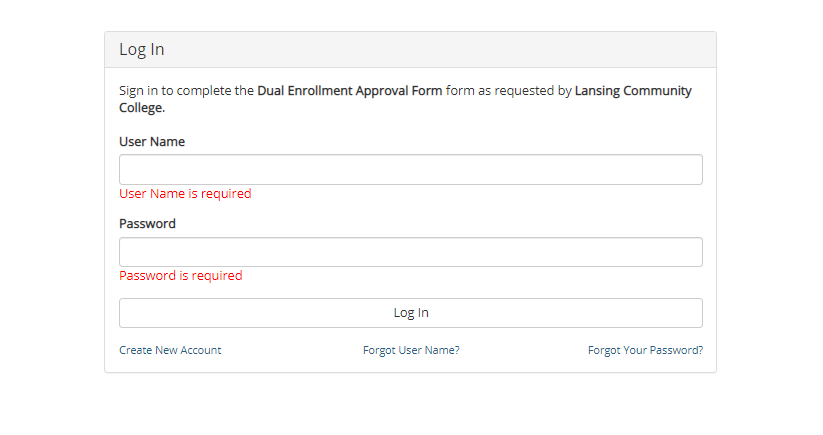 Log In
Sign in to complete the Dual Enrollment Approval Form form as requested by Lansing Community
College.
User Name
User Name is required
Password
Password is required
Log In
Create New Account Forgot User Name? Forgot Your Password?